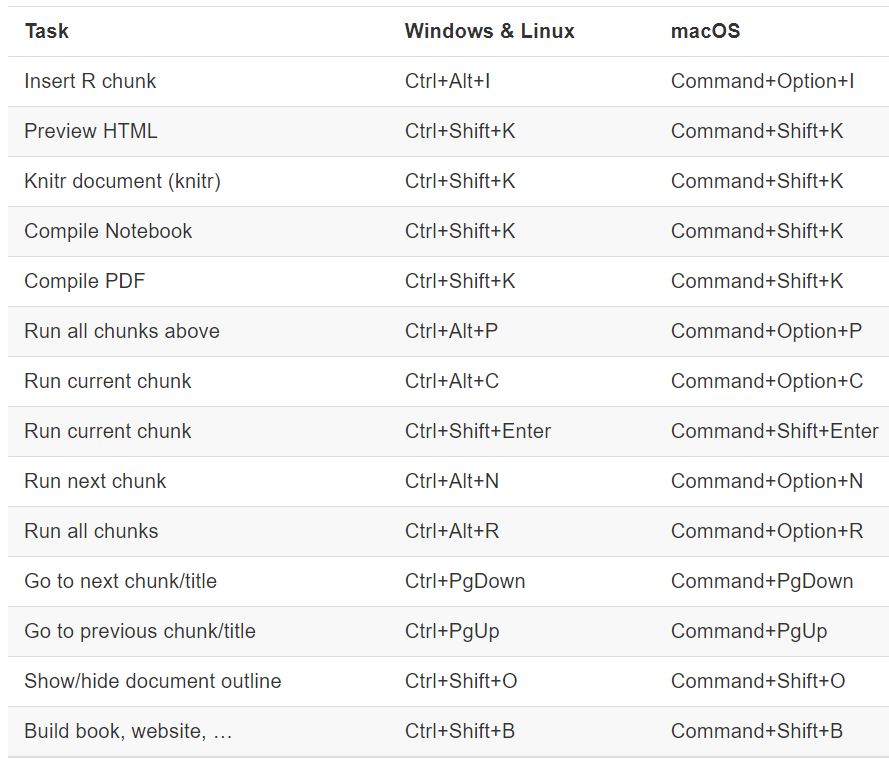 Task Windows & Linux macOS
Insert R chunk Ctrl+Alt+I Command+Option+I
Preview HTML Ctrl+Shift+K Command+Shift+K
Knitr document (knitr) Ctrl+Shift+K Command+Shift+K
Compile Notebook Ctrl+Shift+K Command+Shift+K
Compile PDF Ctrl+Shift+K Command+Shift+K
Run all chunks above Ctrl+Alt+P Command+Option+P
Run current chunk Ctrl+Alt+C Command+Option+C
Run current chunk Ctrl+Shift+Enter Command+Shift+Enter
Run next chunk Ctrl+Alt+N Command+Option+N
Run all chunks Ctrl+Alt+R Command+Option+R
Go to next chunk/title Ctrl+PgDown Command+PgDown
Go to previous chunk/title Ctrl+PgUp Command+PgUp
Show/hide document outline Ctrl+Shift+O Command+Shift+O
Build book, website, … Ctrl+Shift+B Command+Shift+B